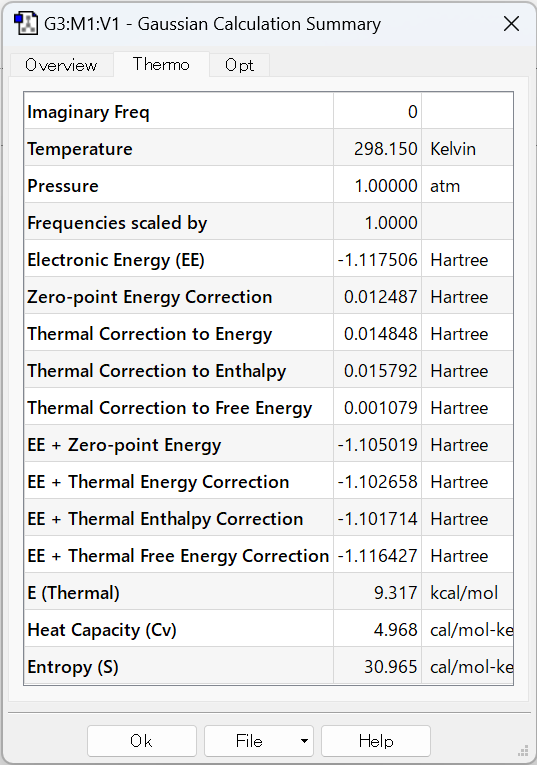 G3:M1:V1 - Gaussian Calculation Summary
Overview Thermo Opt
Imaginary Freq 0
Temperature 298.150 Kelvin
Pressure 1.00000 atm
Frequencies scaled by 1.0000
Electronic Energy (EE) -1.117506 Hartree
Zero-point Energy Correction 0.012487 Hartree
Thermal Correction to Energy 0.014848 Hartree
Thermal Correction to Enthalpy 0.015792 Hartree
Thermal Correction to Free Energy 0.001079 Hartree
EE + Zero-point Energy -1.105019 Hartree
EE + Thermal Energy Correction -1.102658 Hartree
EE + Thermal Enthalpy Correction -1.101714 Hartree
EE + Thermal Free Energy Correction -1.116427 Hartree
E (Thermal) 9.317 kcal/mol
Heat Capacity (Cv) 4.968 cal/mol-ke
Entropy (S) 30.965 cal/mol-ke
Ok File Help